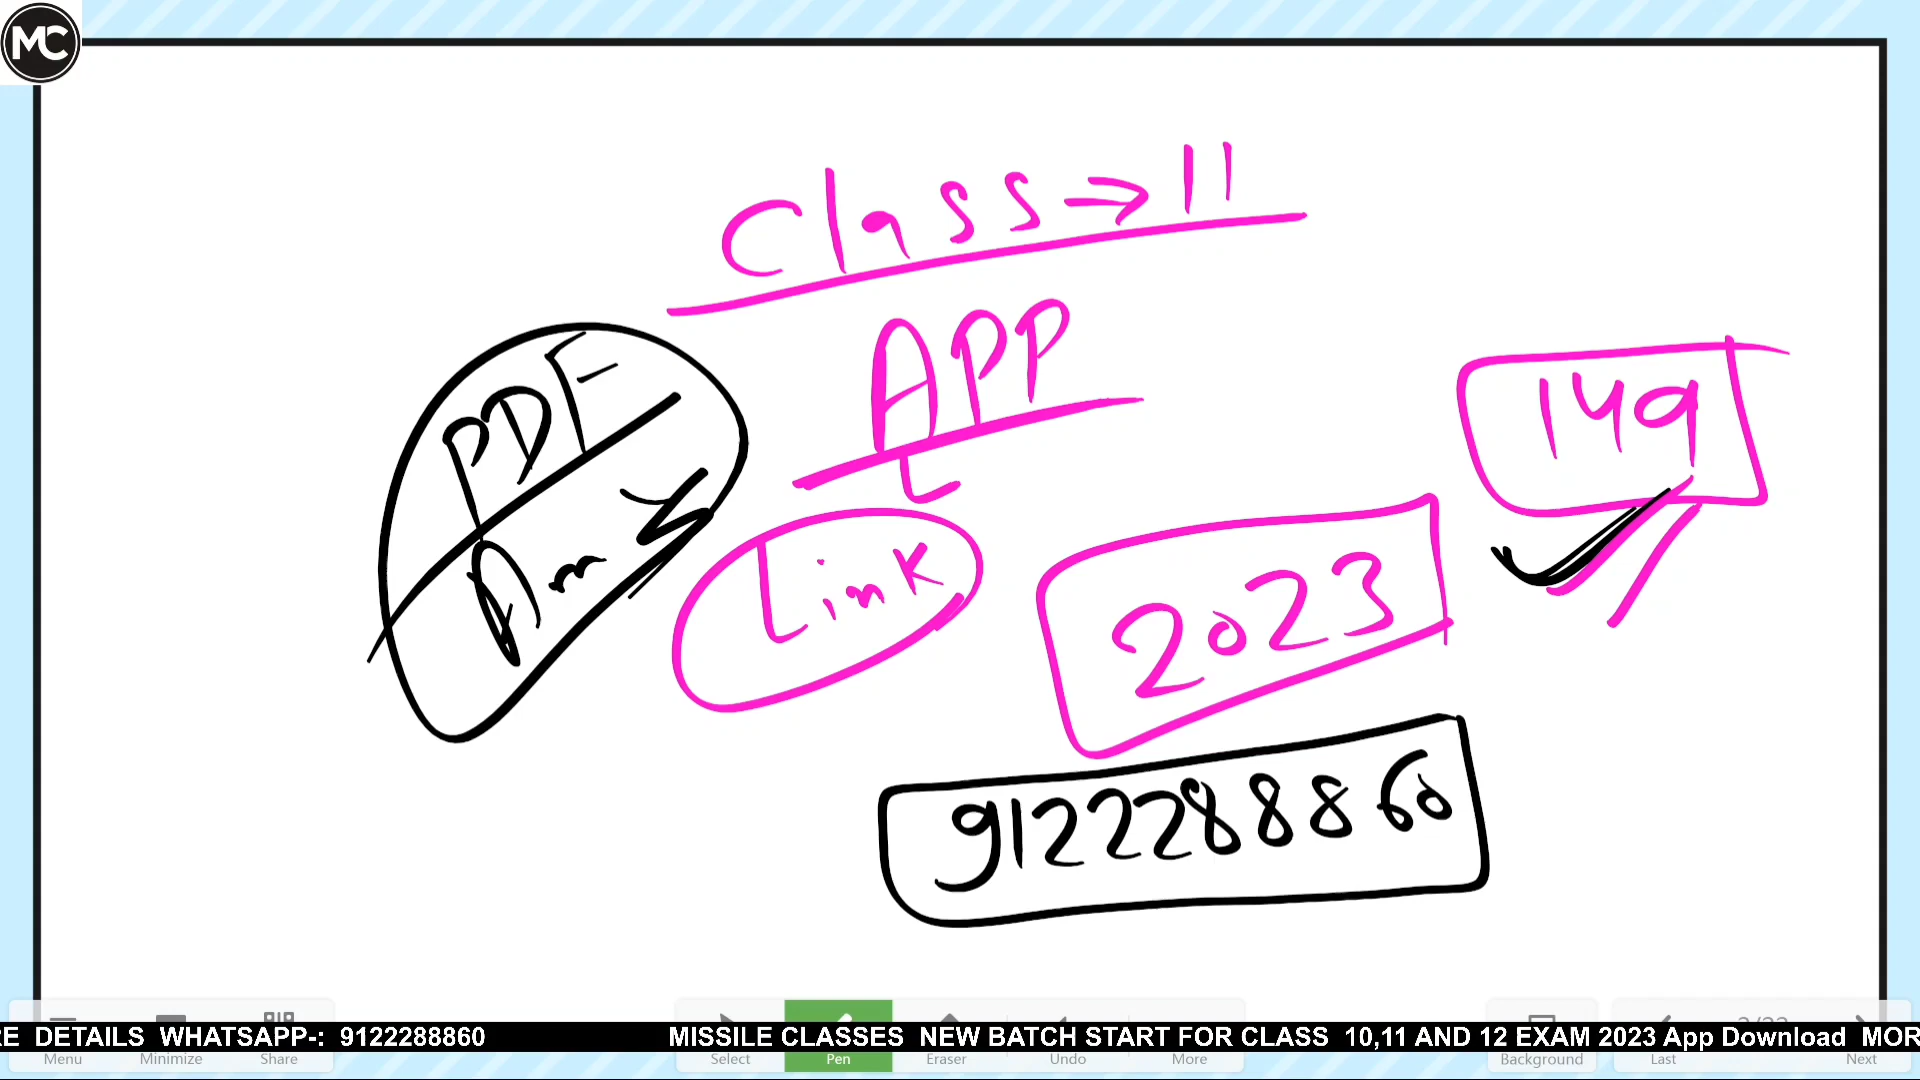 MC
Class → 11
APP
PDF
149
Link
2023
9122288860
RE DETAILS WHATSAPP-: 9122288860 MISSILE CLASSES NEW BATCH START FOR CLASS 10,11 AND 12 EXAM 2023 App Download MOR
Menu Minimize Share Select Pen Eraser Undo More Background Last Next